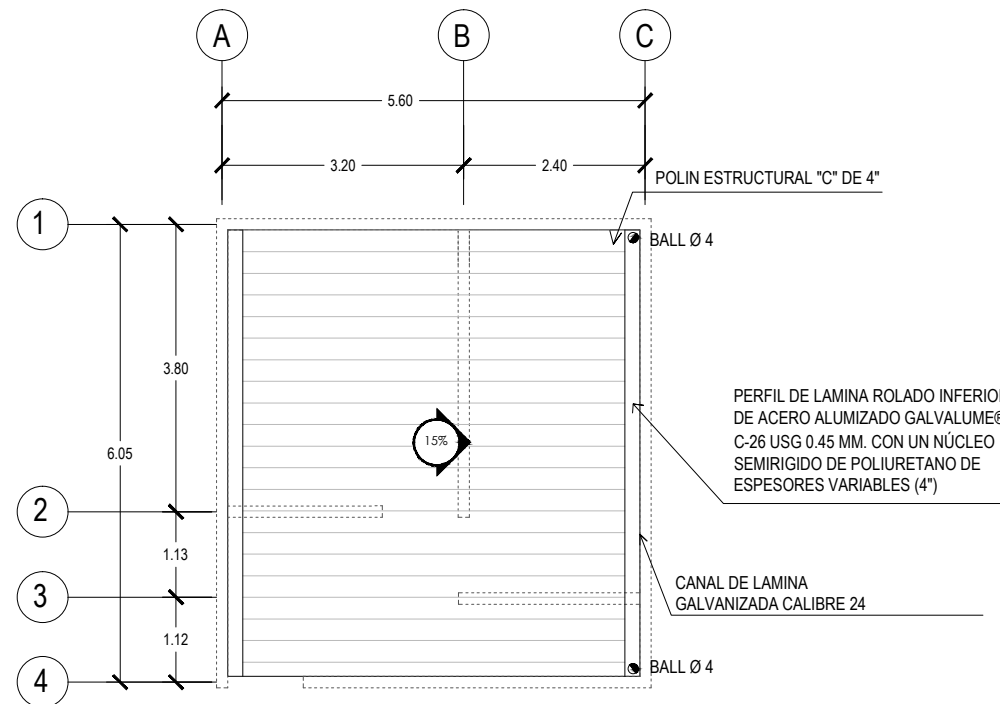 A
B
C
5.60
3.20
2.40
POLIN ESTRUCTURAL "C" DE 4"
1
BALL Ø 4
3.80
PERFIL DE LAMINA ROLADO INFERIOR
DE ACERO ALUMIZADO GALVALUME®
C-26 USG 0.45 MM. CON UN NÚCLEO
SEMIRIGIDO DE POLIURETANO DE
ESPESORES VARIABLES (4")
15%
6.05
2
1.13
CANAL DE LAMINA
GALVANIZADA CALIBRE 24
3
1.12
BALL Ø 4
4